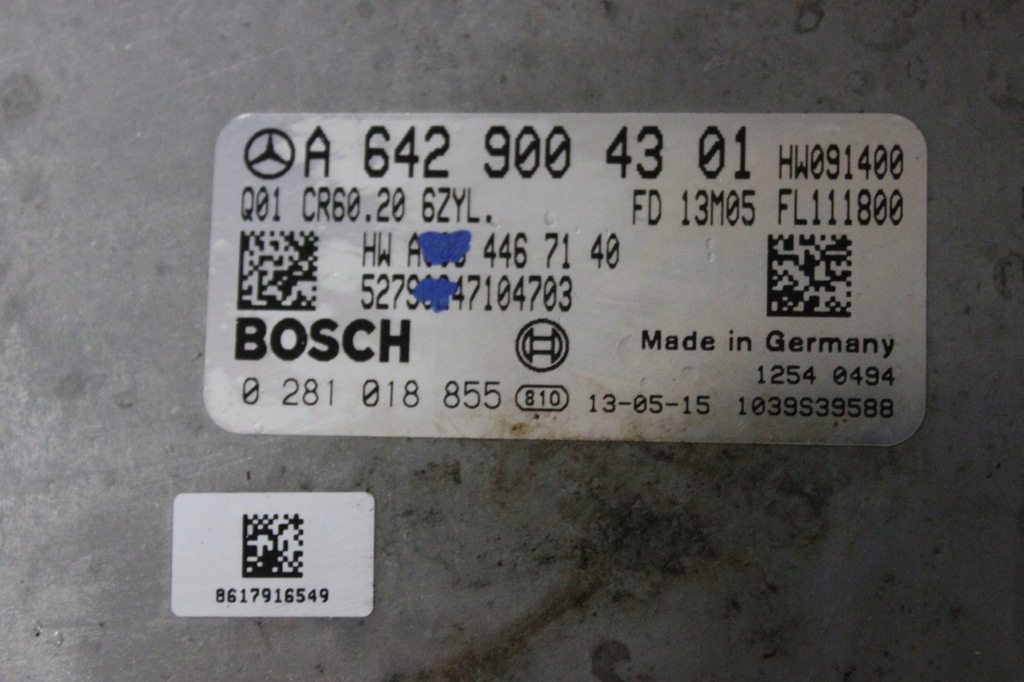 A 642 900 43 01 HW091400
Q01 CR60.20 6ZYL. FD 13M05 FL111800
HW 446 71 40
BOSCH
Made in Germany
1254 0494
0 281 018 855 810 13-05-15 1039S39588
8617916549